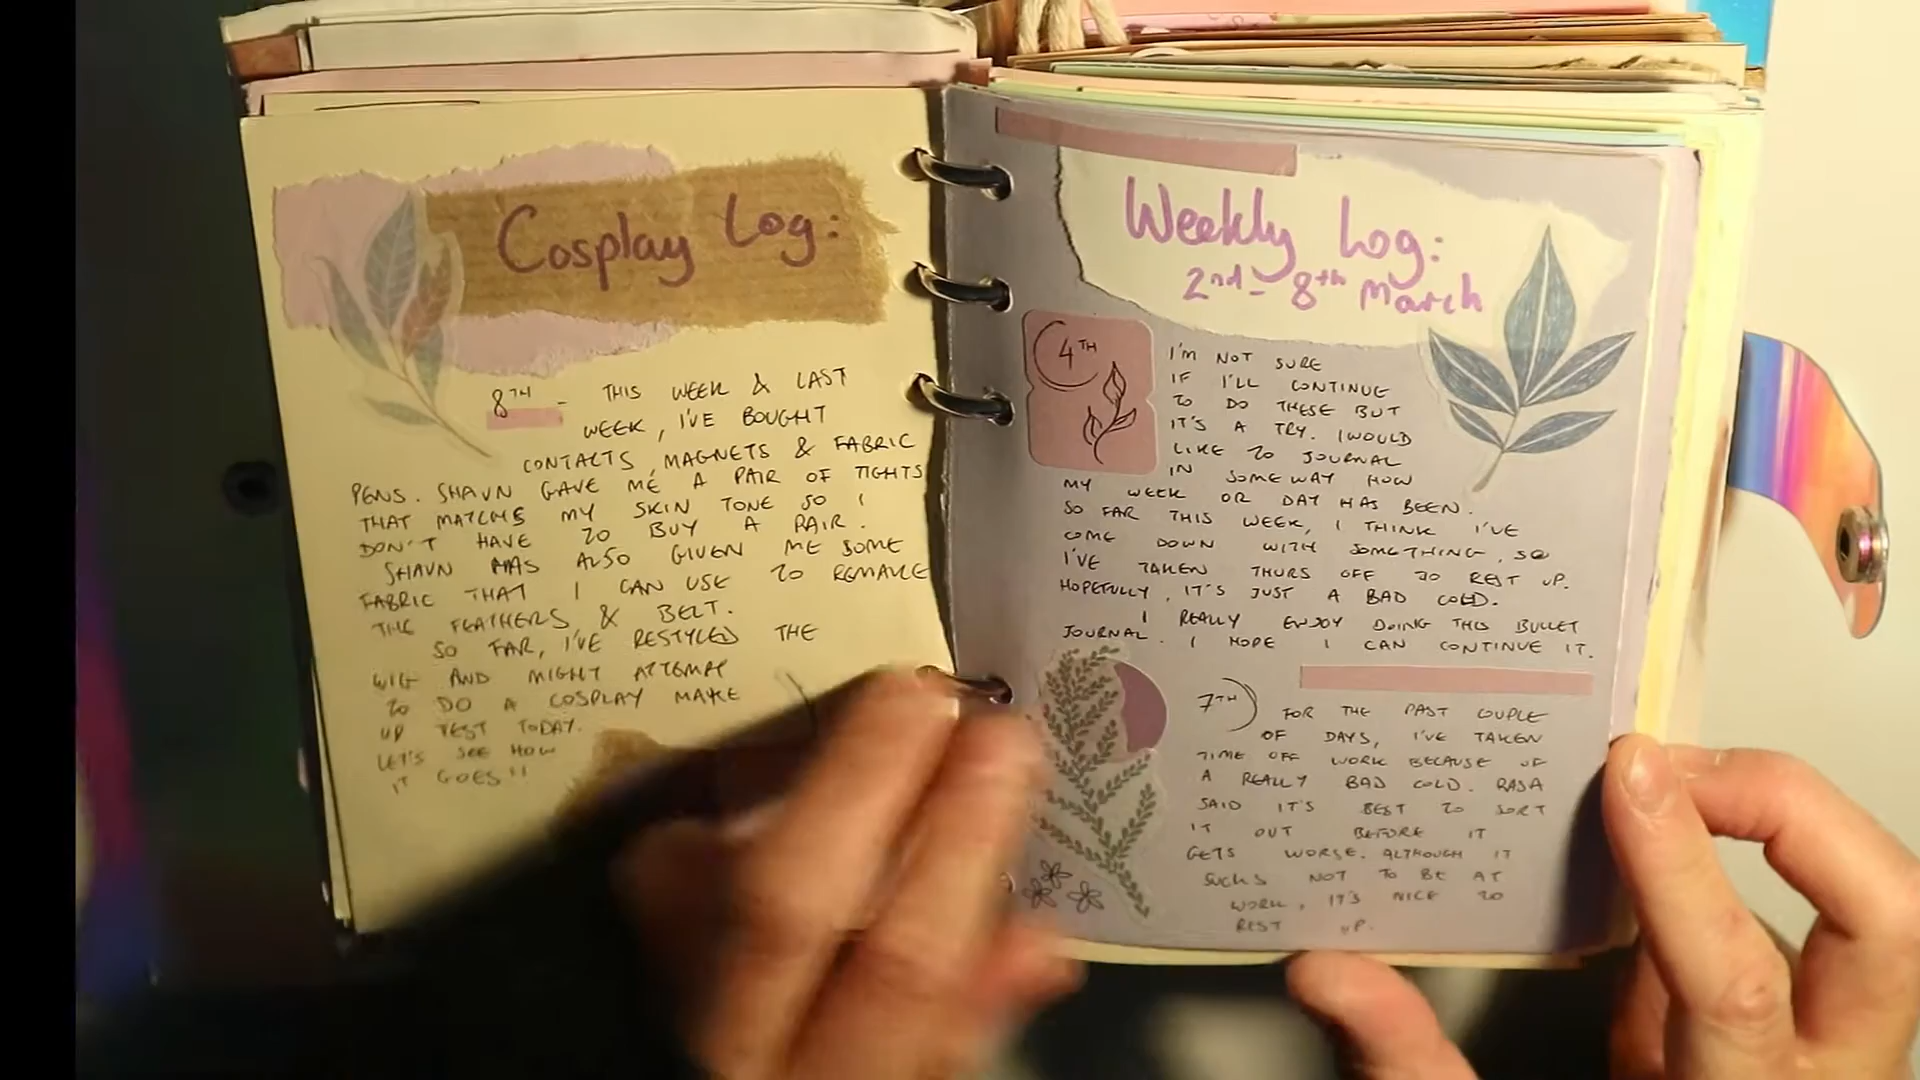 Cosplay Log:
8TH - THIS WEEK & LAST
WEEK, I'VE BOUGHT
CONTACTS, MAGNETS & FABRIC
PENS. SHAUN GAVE ME A PAIR OF TIGHTS
THAT MATCHES MY SKIN TONE SO I
DON'T HAVE TO BUY A PAIR.
SHAUN HAS ALSO GIVEN ME SOME
FABRIC THAT I CAN USE TO REMAKE
THE FEATHERS & BELT.
SO FAR, I'VE RESTYLED THE
WIG AND MIGHT ATTEMPT
TO DO A COSPLAY MAKE
UP TEST TODAY.
LET'S SEE HOW
IT GOES!!
Weekly Log:
2nd - 8th March
4TH
I'M NOT SURE
IF I'LL CONTINUE
TO DO THESE BUT
IT'S A TRY. I WOULD
LIKE TO JOURNAL
IN SOMEWAY HOW
MY WEEK OR DAY HAS BEEN.
SO FAR THIS WEEK, I THINK I'VE
COME DOWN WITH SOMETHING, SO
I'VE TAKEN THURS OFF TO REST UP.
HOPEFULLY, IT'S JUST A BAD COLD.
I REALLY ENJOY DOING THIS BULLET
JOURNAL. I HOPE I CAN CONTINUE IT.
7TH
FOR THE PAST COUPLE
OF DAYS, I'VE TAKEN
TIME OFF WORK BECAUSE OF
A REALLY BAD COLD. RASA
SAID IT'S BEST TO SORT
IT OUT BEFORE IT
GETS WORSE. ALTHOUGH IT
SUCKS NOT TO BE AT
WORK, IT'S NICE TO
REST UP.